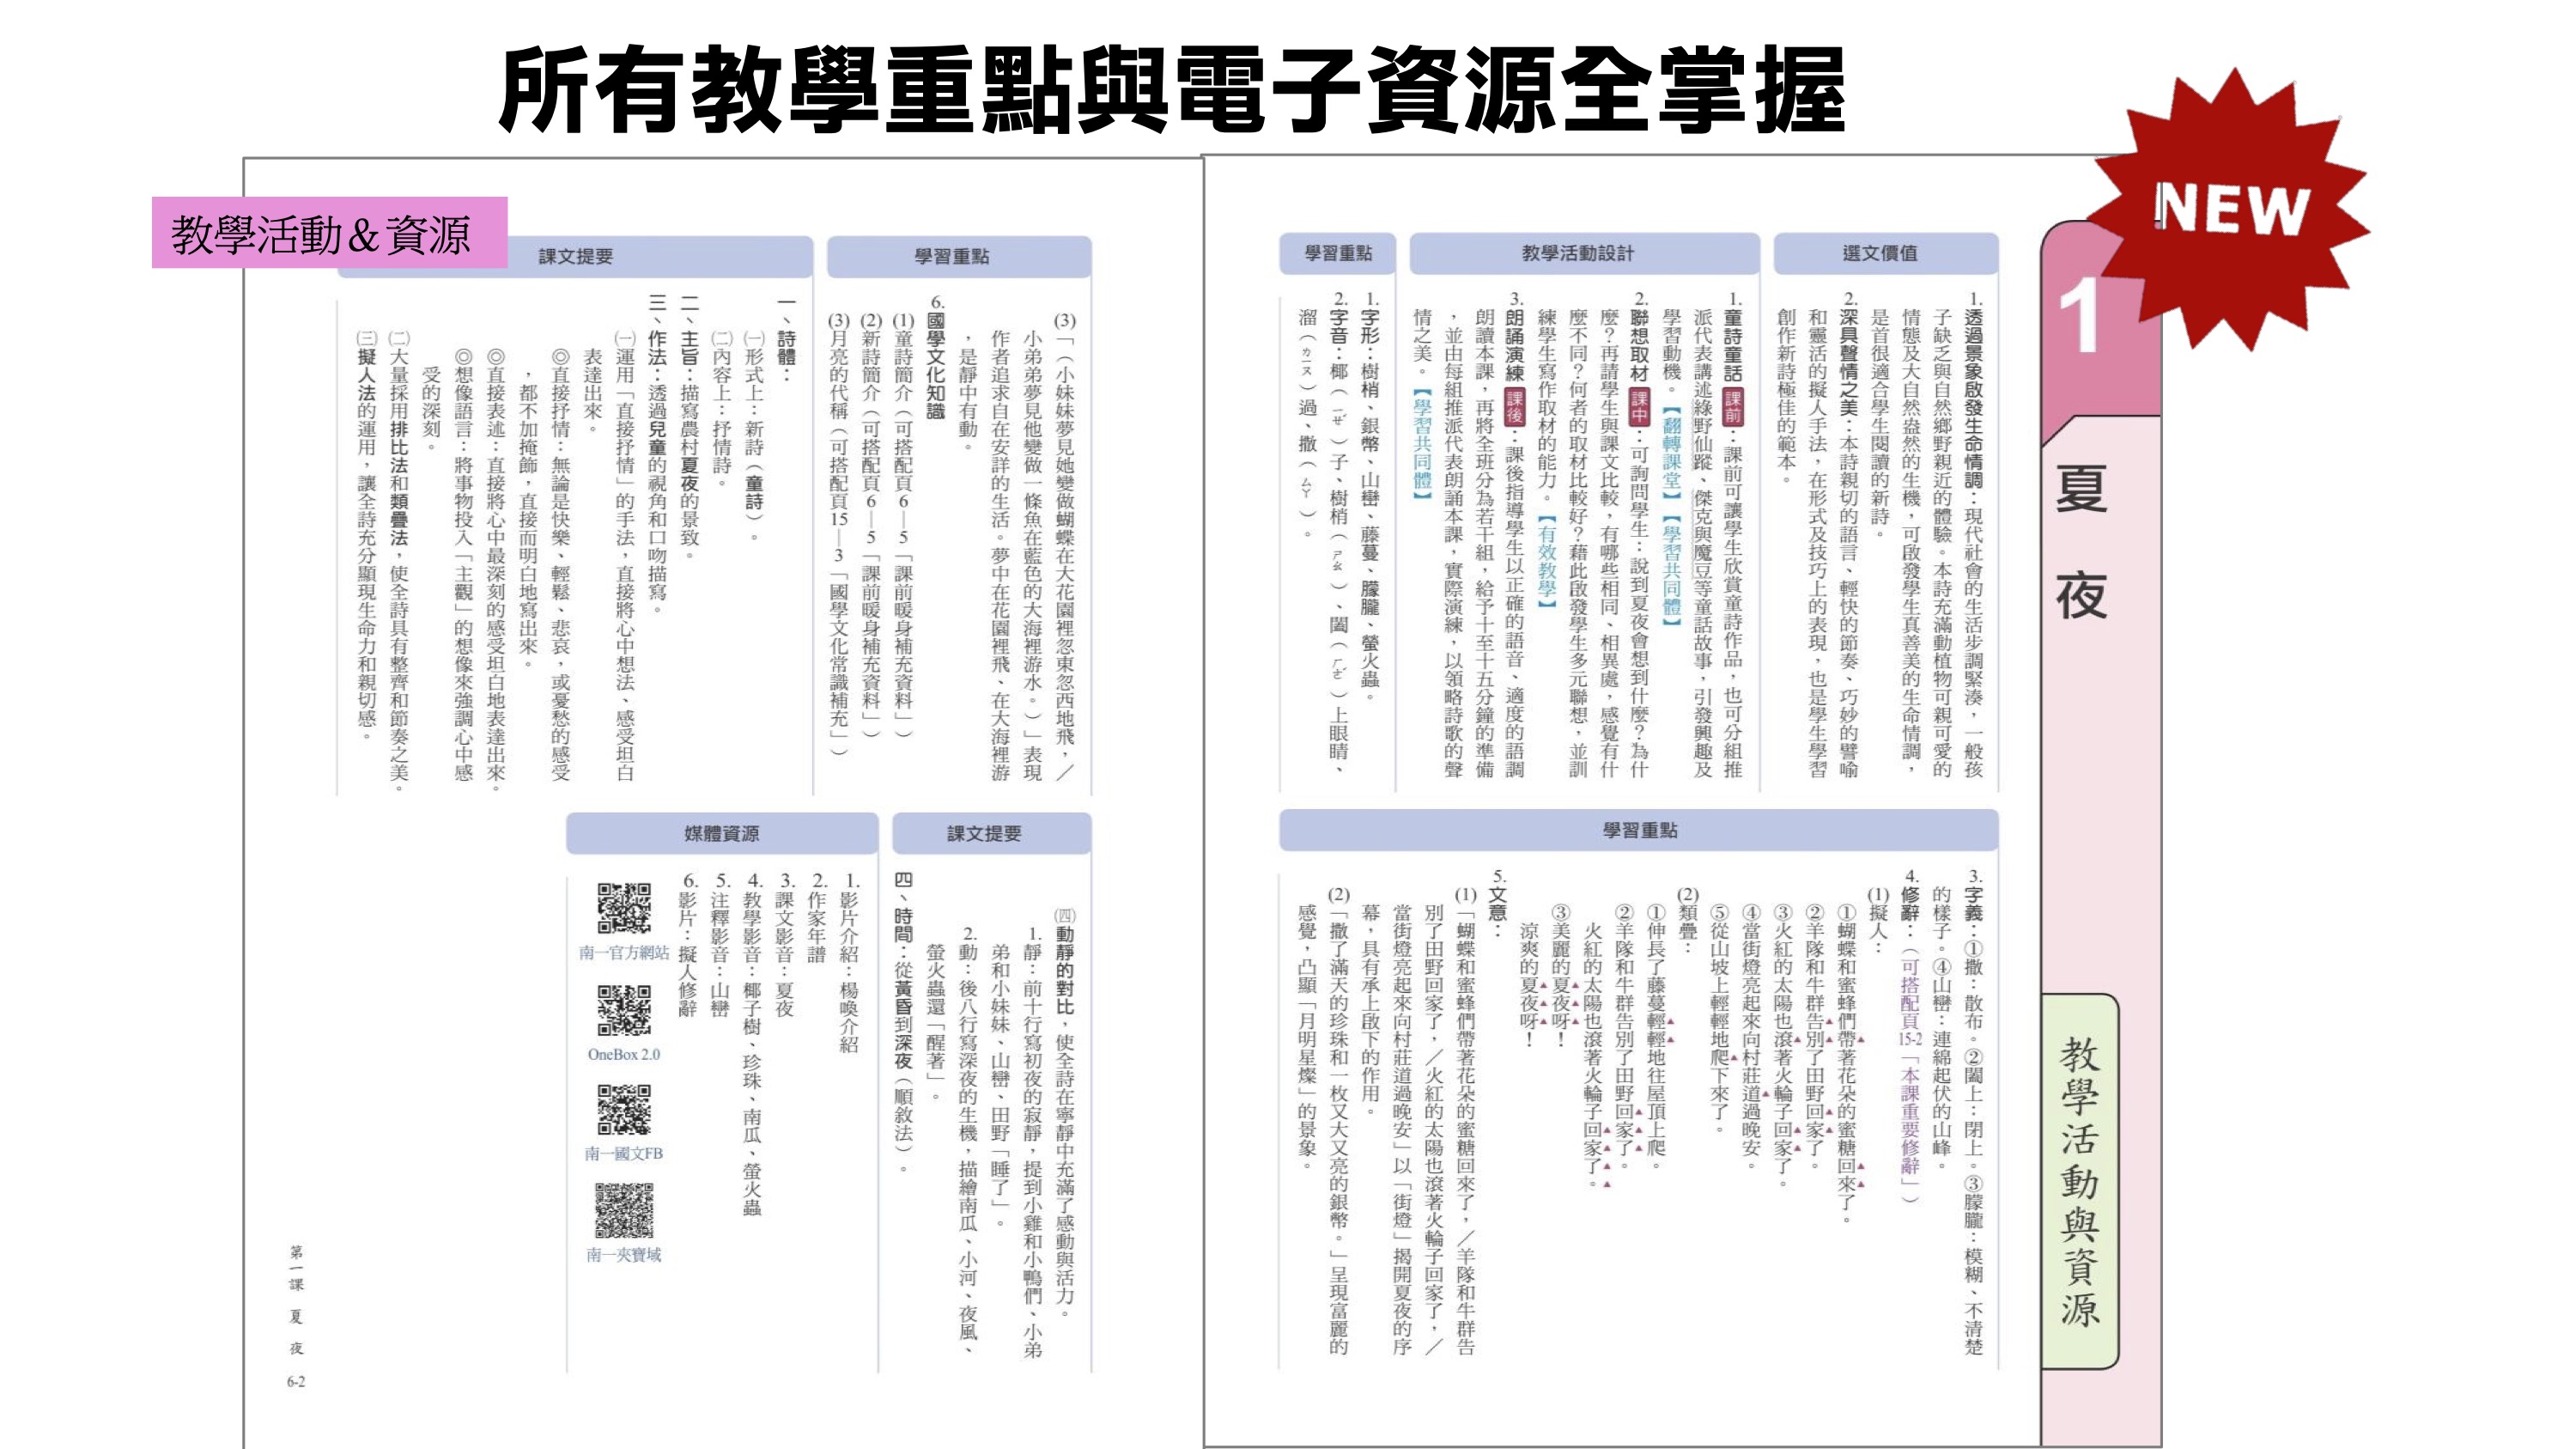 所有教學重點與電子資源全掌握
NEW
教學活動&資源
1
夏夜
教學活動與資源
選文價值
1.透過景象啟發生命情調：現代社會的生活步調緊湊，一般孩
子缺乏與自然鄉野親近的體驗。本詩充滿動植物可親可愛的
情態及大自然盎然的生機，可啟發學生真善美的生命情調，
是首很適合學生閱讀的新詩。
2.深具聲情之美：本詩親切的語言、輕快的節奏、巧妙的譬喻
和靈活的擬人手法，在形式及技巧上的表現，也是學生學習
創作新詩極佳的範本。
教學活動設計
1.童詩童話 課前：課前可讓學生欣賞童詩作品，也可分組推
派代表講述綠野仙蹤、傑克與魔豆等童話故事，引發興趣及
學習動機。【翻轉課堂】【學習共同體】
2.聯想取材 課中：可詢問學生：說到夏夜會想到什麼？為什
麼？再請學生與課文比較，有哪些相同、相異處，感覺有什
麼不同？何者的取材比較好？藉此啟發學生多元聯想，並訓
練學生寫作取材的能力。【有效教學】
3.朗誦演練 課後：課後指導學生以正確的語音、適度的語調
朗讀本課，再將全班分為若干組，給予十至十五分鐘的準備
，並由每組推派代表朗誦本課，實際演練，以領略詩歌的聲
情之美。【學習共同體】
學習重點
1.字形：樹梢、銀幣、山巒、藤蔓、朦朧、螢火蟲。
2.字音：椰（ㄧㄝ）子、樹梢（ㄕㄠ）、闔（ㄏㄜ）上眼睛、
溜（ㄌㄧㄡ）過、撒（ㄙㄚ）。
學習重點
3.字義：①撒：散布。②闔上：閉上。③朦朧：模糊、不清楚
的樣子。④山巒：連綿起伏的山峰。
4.修辭：（可搭配頁15-2「本課重要修辭」）
(1)擬人：
①蝴蝶和蜜蜂們帶著花朵的蜜糖回來了。
②羊隊和牛群告別了田野回家了。
③火紅的太陽也滾著火輪子回家了。
④當街燈亮起來向村莊道過晚安。
⑤從山坡上輕輕地爬下來了。
(2)類疊：
①伸長了藤蔓輕輕地往屋頂上爬。
②羊隊和牛群告別了田野回家了。
火紅的太陽也滾著火輪子回家了。
③美麗的夏夜呀！
涼爽的夏夜呀！
5.文意：
(1)「蝴蝶和蜜蜂們帶著花朵的蜜糖回來了，／羊隊和牛群告
別了田野回家了，／火紅的太陽也滾著火輪子回家了，／
當街燈亮起來向村莊道過晚安」以「街燈」揭開夏夜的序
幕，具有承上啟下的作用。
(2)「撒了滿天的珍珠和一枚又大又亮的銀幣。」呈現富麗的
感覺，凸顯「月明星燦」的景象。
學習重點
(3)「（小妹妹夢見她變做蝴蝶在大花園裡忽東忽西地飛，／
小弟弟夢見他變做一條魚在藍色的大海裡游水。）」表現
作者追求自在安詳的生活。夢中在花園裡飛、在大海裡游
，是靜中有動。
6.國學文化知識
(1)童詩簡介（可搭配頁6—5「課前暖身補充資料」）
(2)新詩簡介（可搭配頁6—5「課前暖身補充資料」）
(3)月亮的代稱（可搭配頁15—3「國學文化常識補充」）
課文提要
一、詩體：
㈠形式上：新詩（童詩）。
㈡內容上：抒情詩。
二、主旨：描寫農村夏夜的景致。
三、作法：透過兒童的視角和口吻描寫。
㈠運用「直接抒情」的手法，直接將心中想法、感受坦白
表達出來。
◎直接抒情：無論是快樂、輕鬆、悲哀，或憂愁的感受
，都不加掩飾，直接而明白地寫出來。
◎直接表述：直接將心中最深刻的感受坦白地表達出來。
◎想像語言：將事物投入「主觀」的想像來強調心中感
受的深刻。
㈡大量採用排比法和類疊法，使全詩具有整齊和節奏之美。
㈢擬人法的運用，讓全詩充分顯現生命力和親切感。
課文提要
㈣動靜的對比，使全詩在寧靜中充滿了感動與活力。
1.靜：前十行寫初夜的寂靜，提到小雞和小鴨們、小弟
弟和小妹妹、山巒、田野「睡了」。
2.動：後八行寫深夜的生機，描繪南瓜、小河、夜風、
螢火蟲還「醒著」。
四、時間：從黃昏到深夜（順敘法）。
媒體資源
1.影片介紹：楊喚介紹
2.作家年譜
3.課文影音：夏夜
4.教學影音：椰子樹、珍珠、南瓜、螢火蟲
5.注釋影音：山巒
6.影片：擬人修辭
南一官方網站
OneBox 2.0
南一國文FB
南一夾寶域
第一課 夏夜 6-2